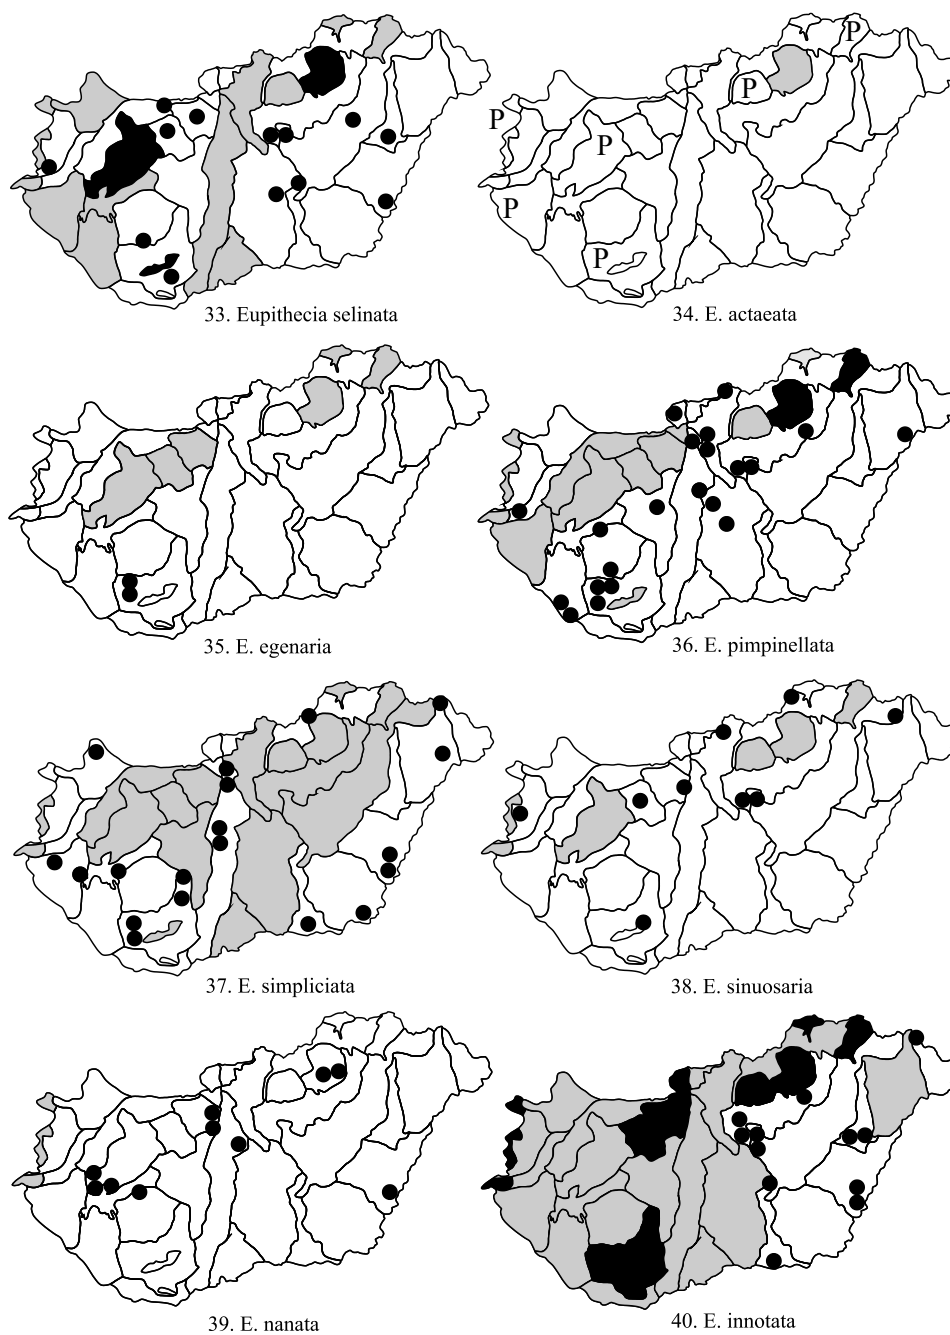 P
P
P
P
P
P
33. Eupithecia selinata
34. E. actaeata
35. E. egenaria
36. E. pimpinellata
37. E. simpliciata
38. E. sinuosaria
39. E. nanata
40. E. innotata